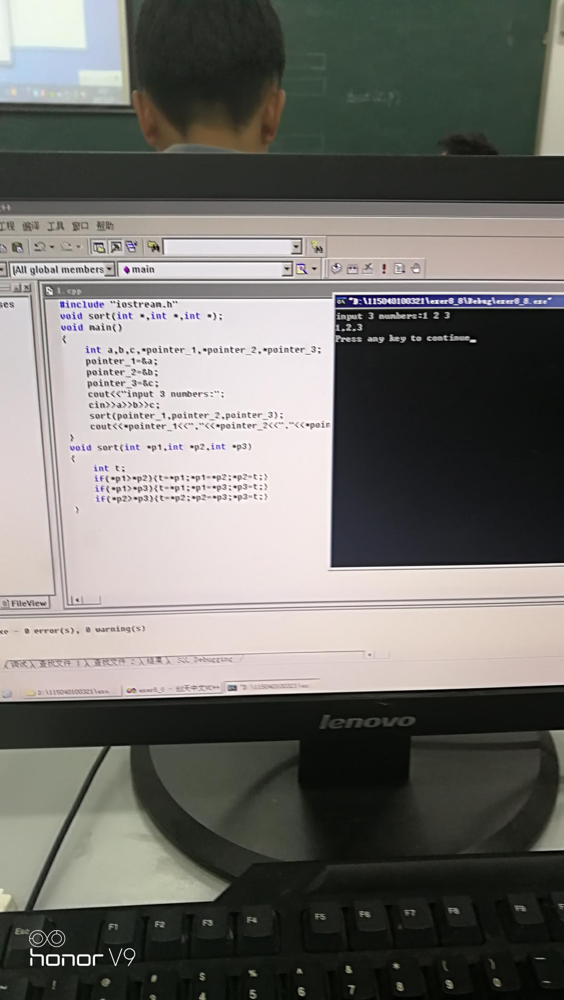 ++
工程 编译 工具 窗口 帮助
[All global members
main
1.cpp
ses
#include "iostream.h"
void sort(int *,int *,int *);
void main()
{
int a,b,c,*pointer_1,*pointer_2,*pointer_3;
pointer_1=&a;
pointer_2=&b;
pointer_3=&c;
cout<<"input 3 numbers:";
cin>>a>>b>>c;
sort(pointer_1,pointer_2,pointer_3);
cout<<*pointer_1<<","<<*pointer_2<<","<<*poin
}
void sort(int *p1,int *p2,int *p3)
{
int t;
if(*p1>*p2){t=*p1;*p1=*p2;*p2=t;}
if(*p1>*p3){t=*p1;*p1=*p3;*p3=t;}
if(*p2>*p3){t=*p2;*p2=*p3;*p3=t;}
}
"D:\115040100321\exer8_8\Debug\exer8_8.exe"
input 3 numbers:1 2 3
1,2,3
Press any key to continue_
FileView
xe - 0 error(s), 0 warning(s)
调试 查找文件 1 查找文件 2 结果 SQL Debugging
D:\115040100321\exe... exer8_8 - 创天中文VC++ "D:\115040100321\ex...
lenovo
Esc F1 F2 F3 F4 F5 F6 F7 F8 F9 F
~ ! @ # $ % ^ & * ( ) —
3 4 5 6 7 8 9 0 -
honor V9